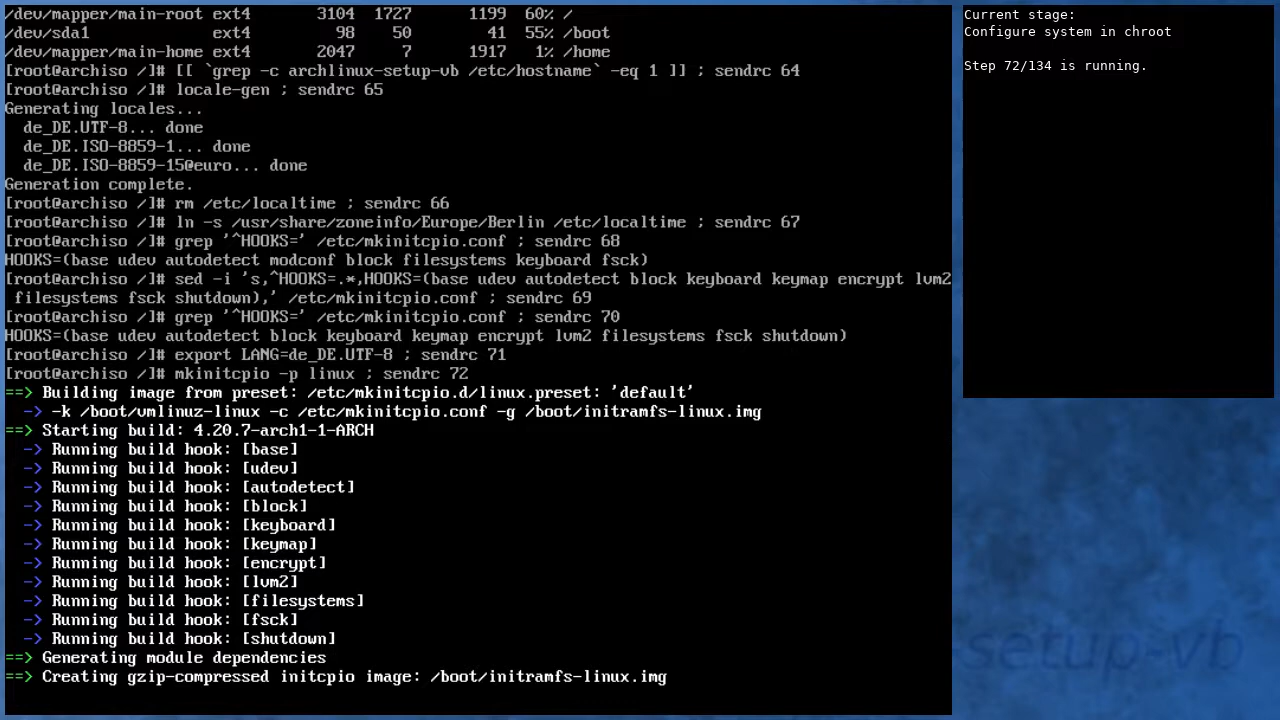 /dev/mapper/main-root ext4       3104  1727      1199  60% /
/dev/sda1             ext4         98    50        41  55% /boot
/dev/mapper/main-home ext4       2047     7      1917   1% /home
[root@archiso /]# [[ `grep -c archlinux-setup-vb /etc/hostname` -eq 1 ]] ; sendrc 64
[root@archiso /]# locale-gen ; sendrc 65
Generating locales...
  de_DE.UTF-8... done
  de_DE.ISO-8859-1... done
  de_DE.ISO-8859-15@euro... done
Generation complete.
[root@archiso /]# rm /etc/localtime ; sendrc 66
[root@archiso /]# ln -s /usr/share/zoneinfo/Europe/Berlin /etc/localtime ; sendrc 67
[root@archiso /]# grep '^HOOKS=' /etc/mkinitcpio.conf ; sendrc 68
HOOKS=(base udev autodetect modconf block filesystems keyboard fsck)
[root@archiso /]# sed -i 's,^HOOKS=.*,HOOKS=(base udev autodetect block keyboard keymap encrypt lvm2
 filesystems fsck shutdown),' /etc/mkinitcpio.conf ; sendrc 69
[root@archiso /]# grep '^HOOKS=' /etc/mkinitcpio.conf ; sendrc 70
HOOKS=(base udev autodetect block keyboard keymap encrypt lvm2 filesystems fsck shutdown)
[root@archiso /]# export LANG=de_DE.UTF-8 ; sendrc 71
[root@archiso /]# mkinitcpio -p linux ; sendrc 72
==> Building image from preset: /etc/mkinitcpio.d/linux.preset: 'default'
  -> -k /boot/vmlinuz-linux -c /etc/mkinitcpio.conf -g /boot/initramfs-linux.img
==> Starting build: 4.20.7-arch1-1-ARCH
  -> Running build hook: [base]
  -> Running build hook: [udev]
  -> Running build hook: [autodetect]
  -> Running build hook: [block]
  -> Running build hook: [keyboard]
  -> Running build hook: [keymap]
  -> Running build hook: [encrypt]
  -> Running build hook: [lvm2]
  -> Running build hook: [filesystems]
  -> Running build hook: [fsck]
  -> Running build hook: [shutdown]
==> Generating module dependencies
==> Creating gzip-compressed initcpio image: /boot/initramfs-linux.img
Current stage:
Configure system in chroot
Step 72/134 is running.
setup-vb